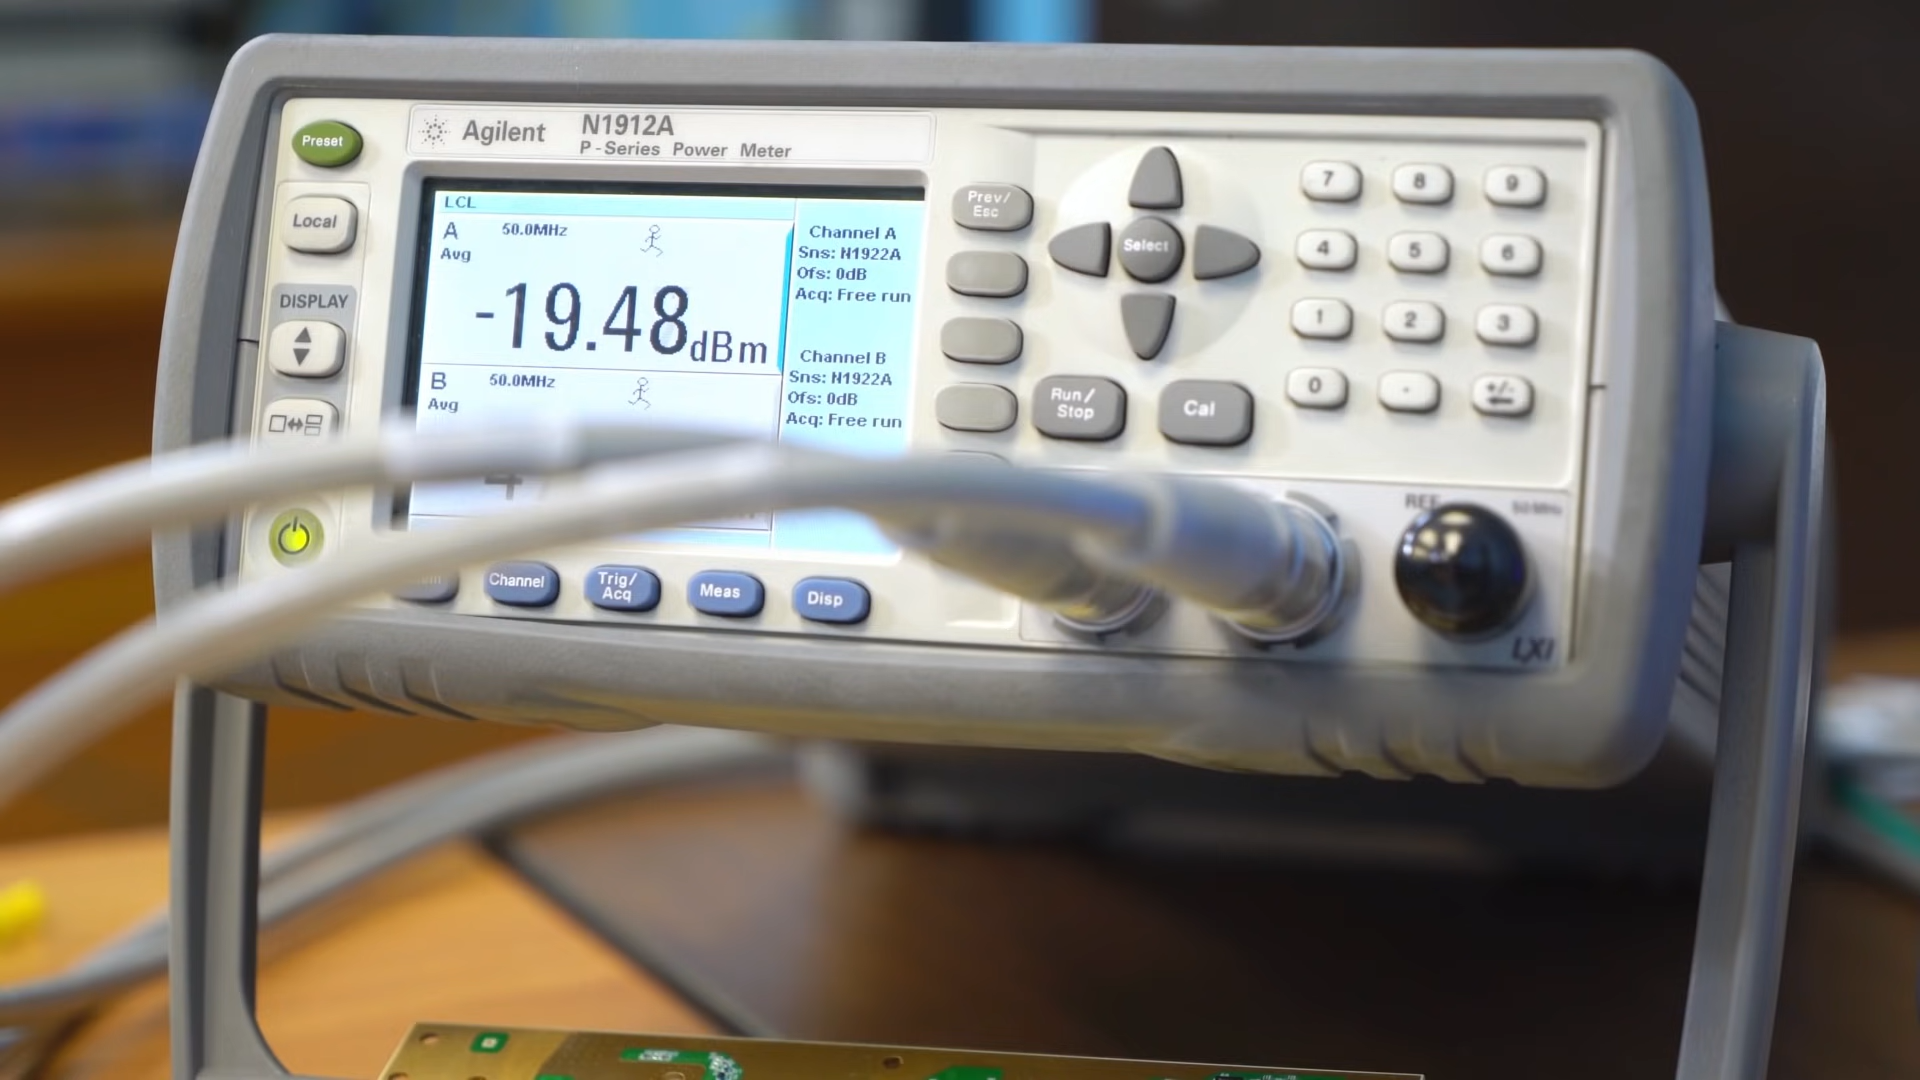 Agilent
N1912A
P-Series Power Meter
Preset
Local
DISPLAY
LCL
A
50.0MHz
Avg
-19.48dBm
B
50.0MHz
Avg
Channel A
Sns: N1922A
Ofs: 0dB
Acq: Free run
Channel B
Sns: N1922A
Ofs: 0dB
Acq: Free run
Prev/
Esc
Select
Run/
Stop
Cal
7 8 9
4 5 6
1 2 3
0 . +/-
REF
50 MHz
LXI
Channel
Trig/
Acq
Meas
Disp